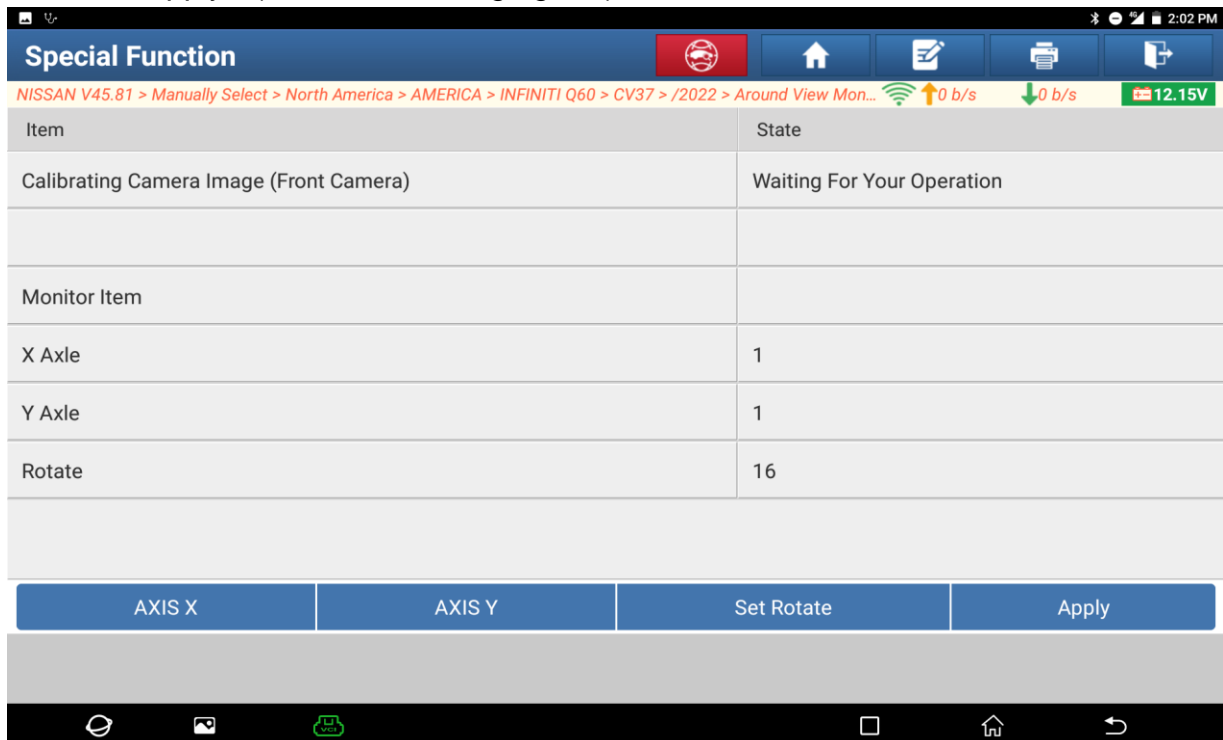 2:02 PM
Special Function
NISSAN V45.81 > Manually Select > North America > AMERICA > INFINITI Q60 > CV37 > /2022 > Around View Mon... 0 b/s 0 b/s 12.15V
Item State
Calibrating Camera Image (Front Camera) Waiting For Your Operation
Monitor Item
X Axle 1
Y Axle 1
Rotate 16
AXIS X AXIS Y Set Rotate Apply
VCI